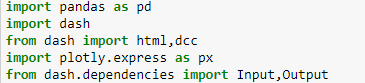 import pandas as pd
import dash
from dash import html,dcc
import plotly.express as px
from dash.dependencies import Input,Output